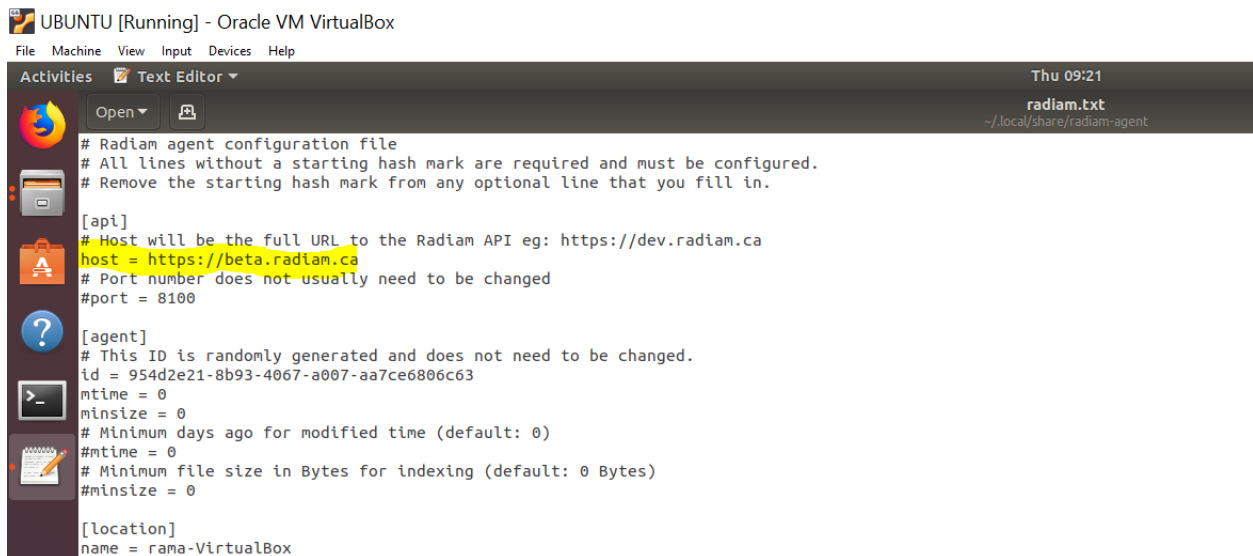 UBUNTU [Running] - Oracle VM VirtualBox
File Machine View Input Devices Help
Activities Text Editor Thu 09:21
Open radiam.txt
~/.local/share/radiam-agent
# Radiam agent configuration file
# All lines without a starting hash mark are required and must be configured.
# Remove the starting hash mark from any optional line that you fill in.
[api]
# Host will be the full URL to the Radiam API eg: https://dev.radiam.ca
host = https://beta.radiam.ca
# Port number does not usually need to be changed
#port = 8100
[agent]
# This ID is randomly generated and does not need to be changed.
id = 954d2e21-8b93-4067-a007-aa7ce6806c63
mtime = 0
minsize = 0
# Minimum days ago for modified time (default: 0)
#mtime = 0
# Minimum file size in Bytes for indexing (default: 0 Bytes)
#minsize = 0
[location]
name = rama-VirtualBox